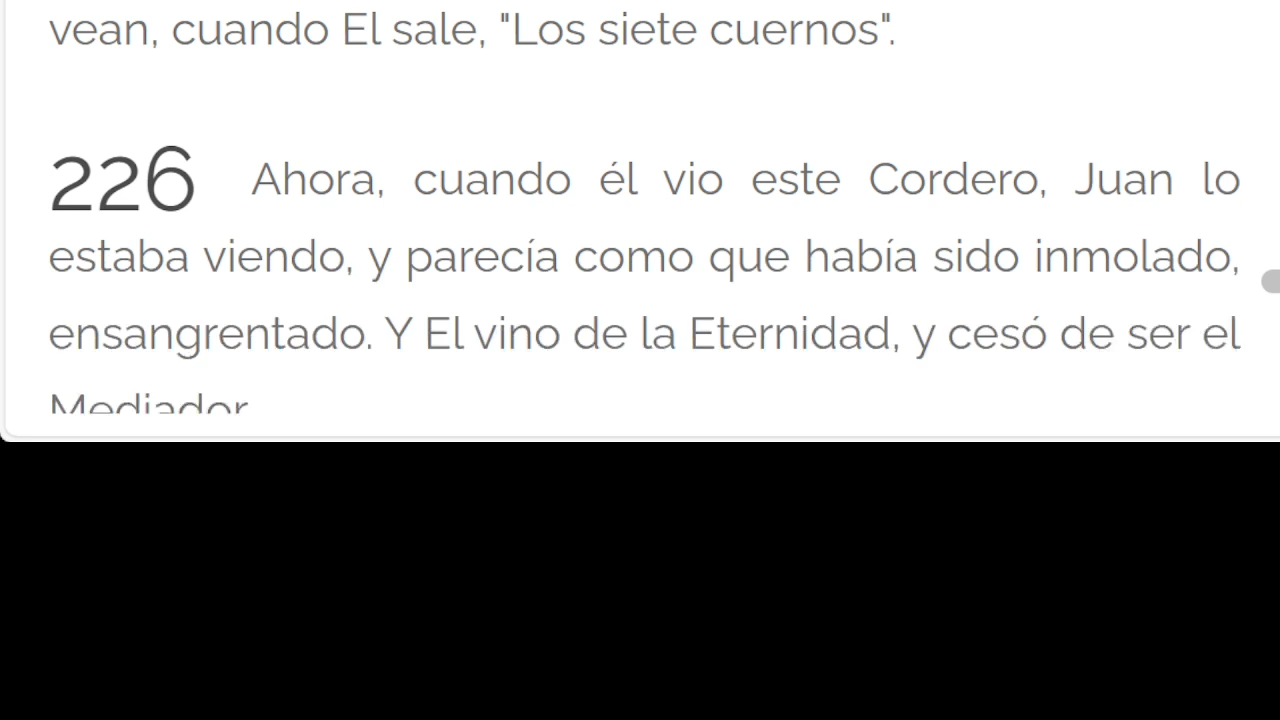 vean, cuando El sale, "Los siete cuernos".
226 Ahora, cuando él vio este Cordero, Juan lo
estaba viendo, y parecía como que había sido inmolado,
ensangrentado. Y El vino de la Eternidad, y cesó de ser el
Mediador.